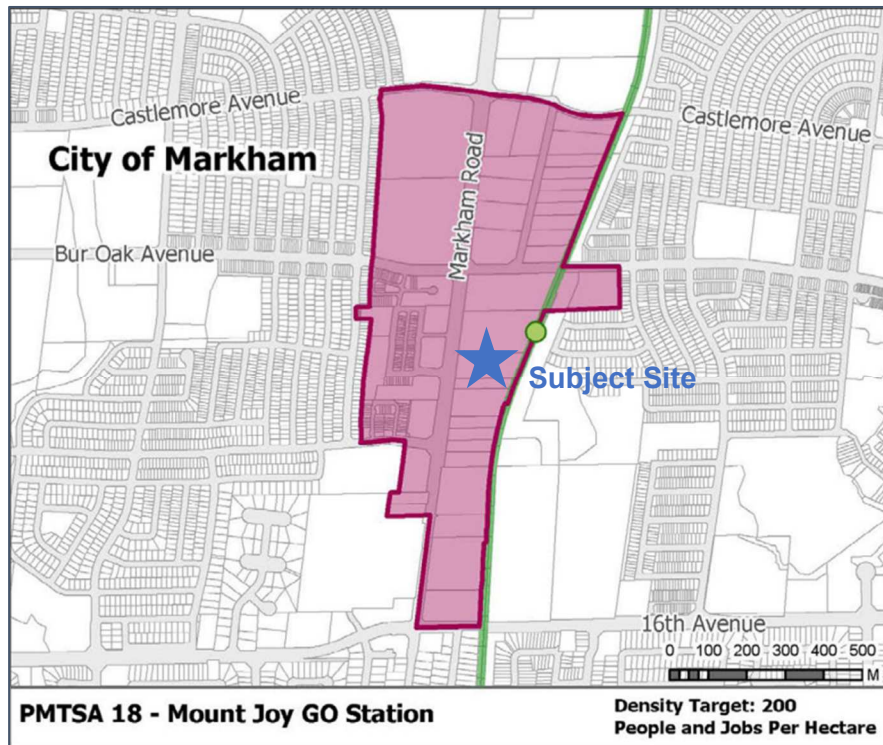 Castlemore Avenue
Castlemore Avenue
City of Markham
Markham Road
Bur Oak Avenue
Subject Site
16th Avenue
0 100 200 300 400 500
M
PMTSA 18 - Mount Joy GO Station
Density Target: 200
People and Jobs Per Hectare